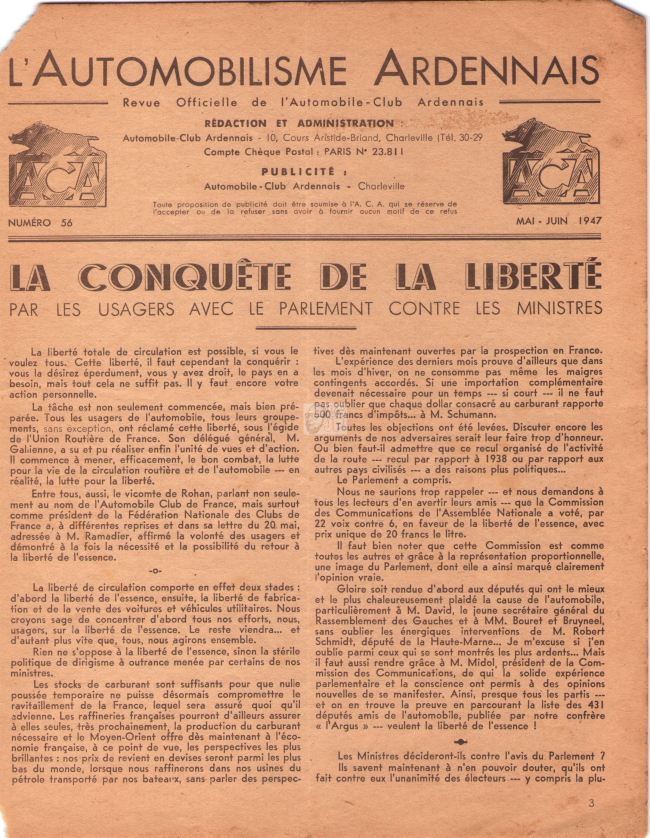 L'AUTOMOBILISME ARDENNAIS
Revue Officielle de l'Automobile-Club Ardennais
RÉDACTION ET ADMINISTRATION :
Automobile-Club Ardennais - 10, Cours Aristide-Briand, Charleville (Tél. 30-29
Compte Chèque Postal : PARIS N° 23.811
PUBLICITÉ :
Automobile-Club Ardennais - Charleville
Toute proposition de publicité doit être soumise à l'A. C. A. qui se réserve de
l'accepter ou de la refuser sans avoir à fournir aucun motif de ce refus
ACA
ACA
NUMÉRO 56
MAI - JUIN 1947
LA CONQUÊTE DE LA LIBERTÉ
PAR LES USAGERS AVEC LE PARLEMENT CONTRE LES MINISTRES
La liberté totale de circulation est possible, si vous le
voulez tous. Cette liberté, il faut cependant la conquérir :
vous la désirez éperdument, vous y avez droit, le pays en a
besoin, mais tout cela ne suffit pas. Il y faut encore votre
action personnelle.
La tâche est non seulement commencée, mais bien pré-
parée. Tous les usagers de l'automobile, tous leurs groupe-
ments, sans exception, ont réclamé cette liberté, sous l'égide
de l'Union Routière de France. Son délégué général, M.
Gallienne, a su et pu réaliser enfin l'unité de vues et d'action.
Il commence à mener, efficacement, le bon combat, la lutte
pour la vie de la circulation routière et de l'automobile --- en
réalité, la lutte pour la liberté.
Entre tous, aussi, le vicomte de Rohan, parlant non seule-
ment au nom de l'Automobile Club de France, mais surtout
comme président de la Fédération Nationale des Clubs de
France a, à différentes reprises et dans sa lettre du 20 mai,
adressée à M. Ramadier, affirmé la volonté des usagers et
démontré à la fois la nécessité et la possibilité du retour à
la liberté de l'essence.
-o-
La liberté de circulation comporte en effet deux stades :
d'abord la liberté de l'essence, ensuite, la liberté de fabrica-
tion et de la vente des voitures et véhicules utilitaires. Nous
croyons sage de concentrer d'abord tous nos efforts, nous,
usagers, sur la liberté de l'essence. Le reste viendra... et
d'autant plus vite que, tous, nous agirons ensemble.
Rien ne s'oppose à la liberté de l'essence, sinon la stérile
politique de dirigisme à outrance menée par certains de nos
ministres.
Les stocks de carburant sont suffisants pour que nulle
poussée temporaire ne puisse désormais compromettre le
ravitaillement de la France, lequel sera assuré quoi qu'il
advienne. Les raffineries françaises pourront d'ailleurs assurer
à elles seules, très prochainement, la production du carburant
nécessaire et le Moyen-Orient offre dès maintenant à l'éco-
nomie française, à ce point de vue, les perspectives les plus
brillantes : nos prix de revient en devises seront parmi les plus
bas du monde, lorsque nous raffinerons dans nos usines du
pétrole transporté par nos bateaux, sans parler des perspec-
tives dès maintenant ouvertes par la prospection en France.
L'expérience des derniers mois prouve d'ailleurs que dans
les mois d'hiver, on ne consomme pas même les maigres
contingents accordés. Si une importation complémentaire
devenait nécessaire pour un temps --- si court --- il ne faut
pas oublier que chaque dollar consacré au carburant rapporte
500 francs d'impôts... à M. Schumann.
Toutes les objections ont été levées. Discuter encore les
arguments de nos adversaires serait leur faire trop d'honneur.
Ou bien faut-il admettre que ce recul organisé de l'activité
de la route --- recul par rapport à 1938 ou par rapport aux
autres pays civilisés --- a des raisons plus politiques...
Le Parlement a compris.
Nous ne saurions trop rappeler --- et nous demandons à
tous les lecteurs d'en avertir leurs amis --- que la Commission
des Communications de l'Assemblée Nationale a voté, par
22 voix contre 6, en faveur de la liberté de l'essence, avec
prix unique de 20 francs le litre.
Il faut bien noter que cette Commission est comme
toutes les autres et grâce à la représentation proportionnelle,
une image du Parlement, dont elle a ainsi marqué clairement
l'opinion vraie.
Gloire soit rendue d'abord aux députés qui ont le mieux
et le plus chaleureusement plaidé la cause de l'automobile,
particulièrement à M. David, le jeune secrétaire général du
Rassemblement des Gauches et à MM. Bouret et Bruyneel,
sans oublier les énergiques interventions de M. Robert
Schmidt, député de la Haute-Marne... Je m'excuse si j'en
oublie parmi ceux qui se sont montrés les plus ardents... Mais
il faut aussi rendre grâce à M. Midol, président de la Com-
mission des Communications, de qui la solide expérience
parlementaire et la conscience ont permis à des opinions
nouvelles de se manifester. Ainsi, presque tous les partis ---
et on en trouve la preuve en parcourant la liste des 431
députés amis de l'automobile, publiée par notre confrère
« l'Argus » --- veulent la liberté de l'essence !
Les Ministres décideront-ils contre l'avis du Parlement ?
Ils savent maintenant à n'en pouvoir douter, qu'ils ont
fait contre eux l'unanimité des électeurs --- y compris la plu-
3